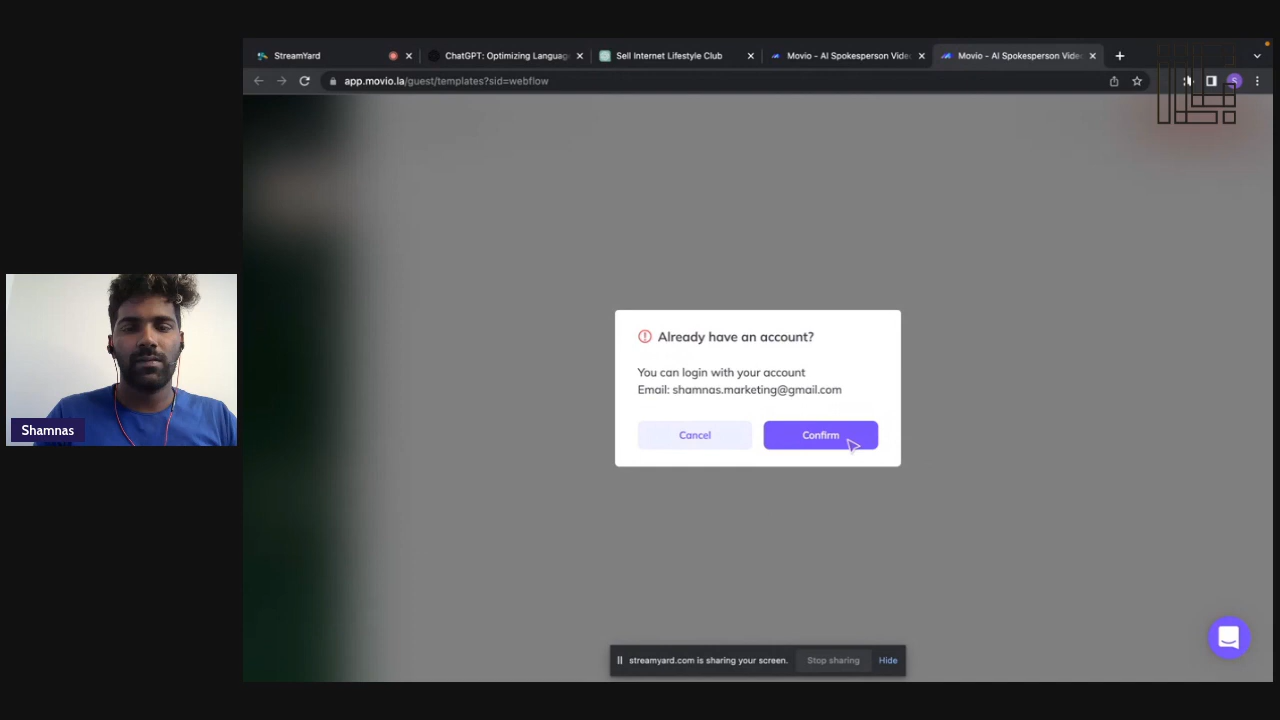 StreamYard
ChatGPT: Optimizing Language
Sell Internet Lifestyle Club
Movio - AI Spokesperson Vide
Movio - AI Spokesperson Vide
app.movio.la/guest/templates?sid=webflow
S
Already have an account?
You can login with your account
Email: shamnas.marketing@gmail.com
Cancel
Confirm
Shamnas
streamyard.com is sharing your screen.
Stop sharing
Hide